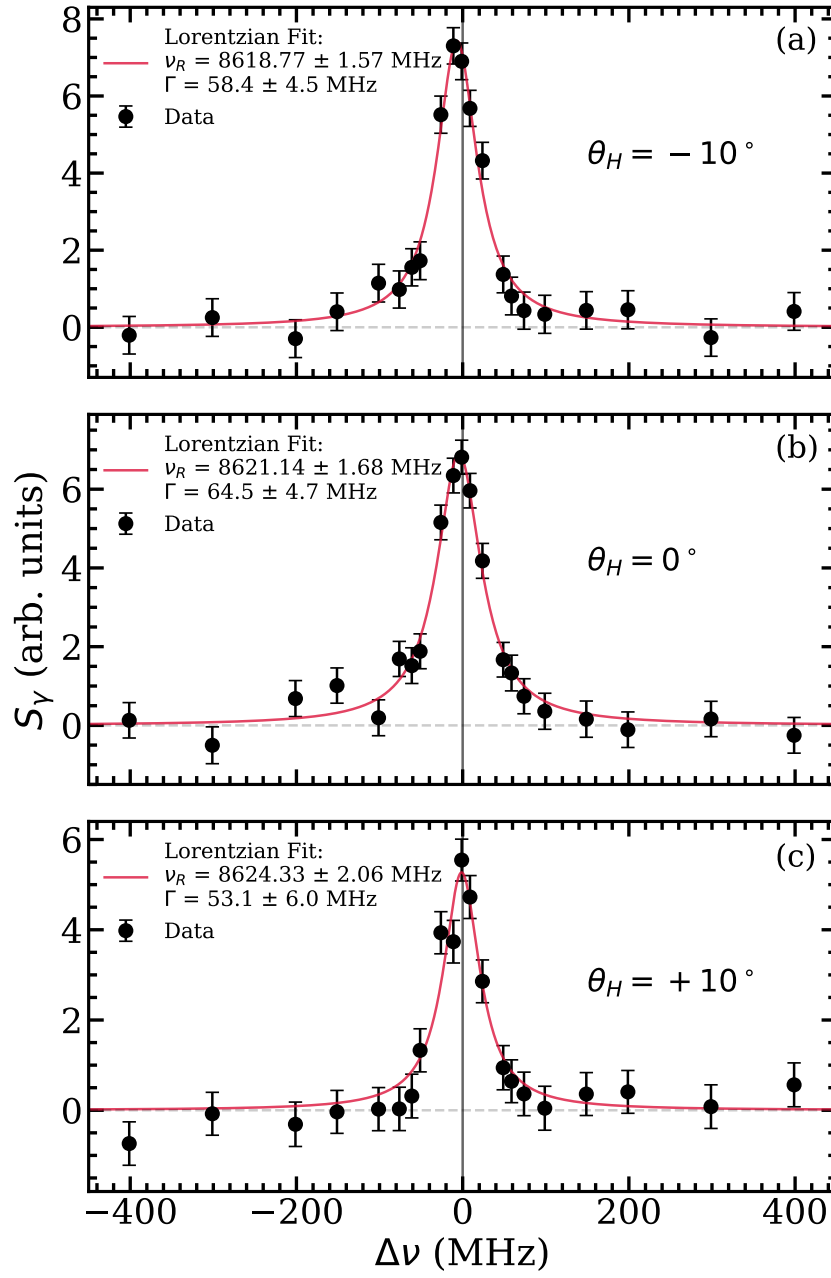 8
6
4
2
0
Lorentzian Fit:
ν_R = 8618.77 ± 1.57 MHz
Γ = 58.4 ± 4.5 MHz
Data
(a)
θ_H = −10°
6
4
2
0
Lorentzian Fit:
ν_R = 8621.14 ± 1.68 MHz
Γ = 64.5 ± 4.7 MHz
Data
(b)
θ_H = 0°
S_γ (arb. units)
6
4
2
0
Lorentzian Fit:
ν_R = 8624.33 ± 2.06 MHz
Γ = 53.1 ± 6.0 MHz
Data
(c)
θ_H = +10°
−400 −200 0 200 400
Δν (MHz)